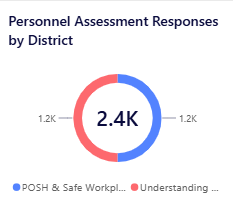 Personnel Assessment Responses
by District
1.2K
2.4K
1.2K
POSH & Safe Workpl... Understanding ...